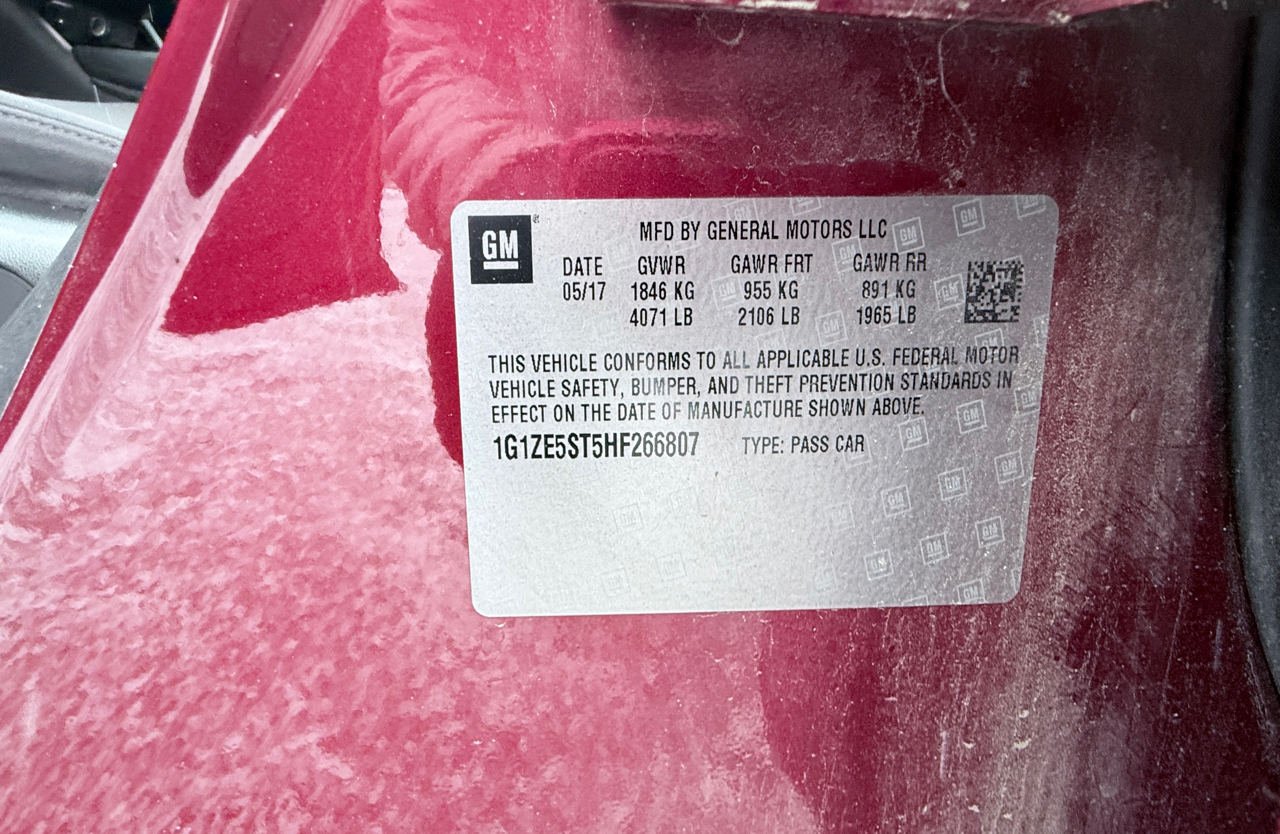 GM
MFD BY GENERAL MOTORS LLC
DATE GVWR GAWR FRT GAWR RR
05/17 1846 KG 955 KG 891 KG
4071 LB 2106 LB 1965 LB
THIS VEHICLE CONFORMS TO ALL APPLICABLE U.S. FEDERAL MOTOR
VEHICLE SAFETY, BUMPER, AND THEFT PREVENTION STANDARDS IN
EFFECT ON THE DATE OF MANUFACTURE SHOWN ABOVE.
1G1ZE5ST5HF266807 TYPE: PASS CAR